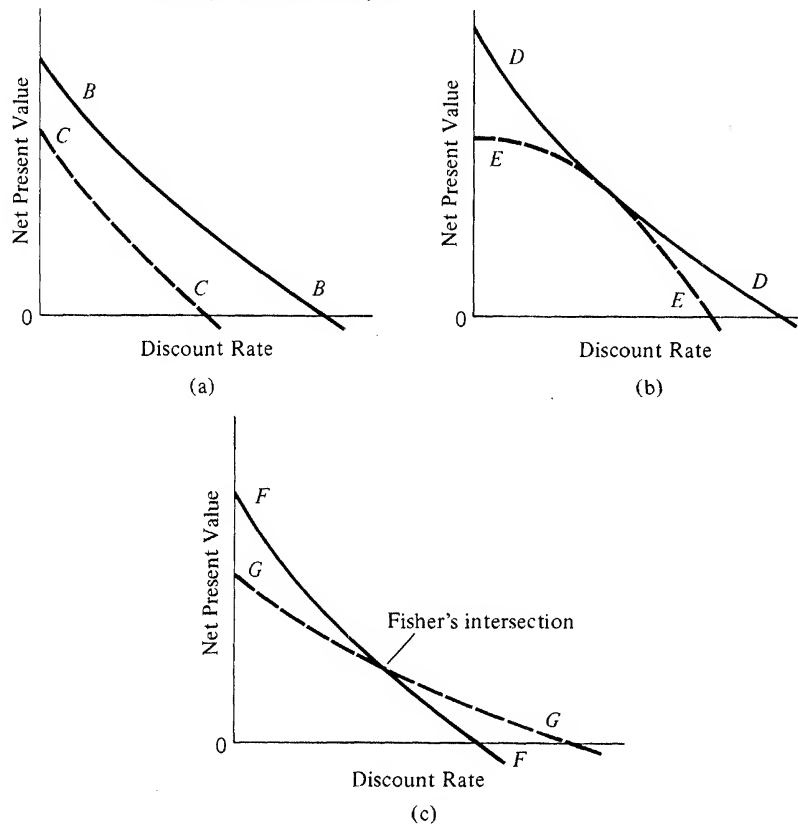 B
C
C
B
Net Present Value
0
Discount Rate
(a)
D
E
D
E
Net Present Value
0
Discount Rate
(b)
F
G
Fisher's intersection
G
F
Net Present Value
0
Discount Rate
(c)